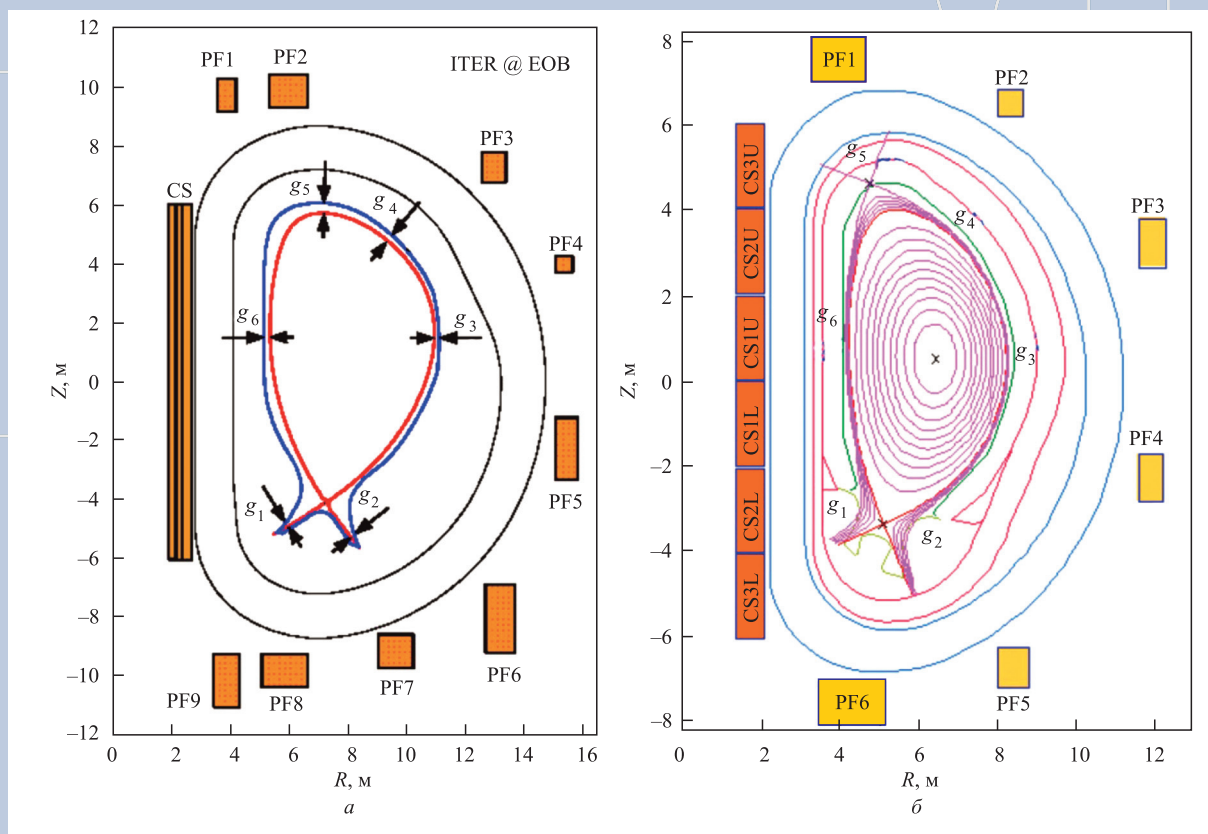 ITER @ EOB
PF1
PF2
PF3
PF4
PF5
PF6
PF7
PF8
PF9
CS
g5
g4
g6
g3
g1
g2
12
10
8
6
4
2
0
–2
–4
–6
–8
–10
–12
Z, м
0 2 4 6 8 10 12 14 16
R, м
а
PF1
PF2
PF3
PF4
PF5
PF6
CS3U
CS2U
CS1U
CS1L
CS2L
CS3L
g5
g4
g6
g3
g1
g2
8
6
4
2
0
–2
–4
–6
–8
Z, м
0 2 4 6 8 10 12
R, м
б